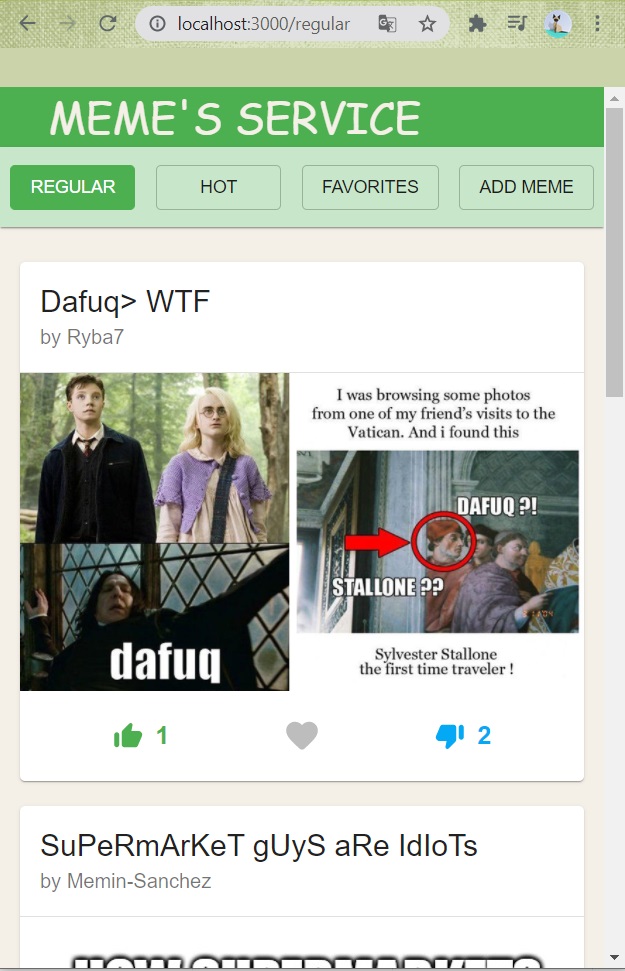 localhost:3000/regular
MEME'S SERVICE
REGULAR
HOT
FAVORITES
ADD MEME
Dafuq> WTF
by Ryba7
dafuq
I was browsing some photos
from one of my friend's visits to the
Vatican. And i found this
DAFUQ ?!
STALLONE ??
Sylvester Stallone
the first time traveler !
1
2
SuPeRmArKeT gUyS aRe IdIoTs
by Memin-Sanchez
HOW SUPERMARKETS